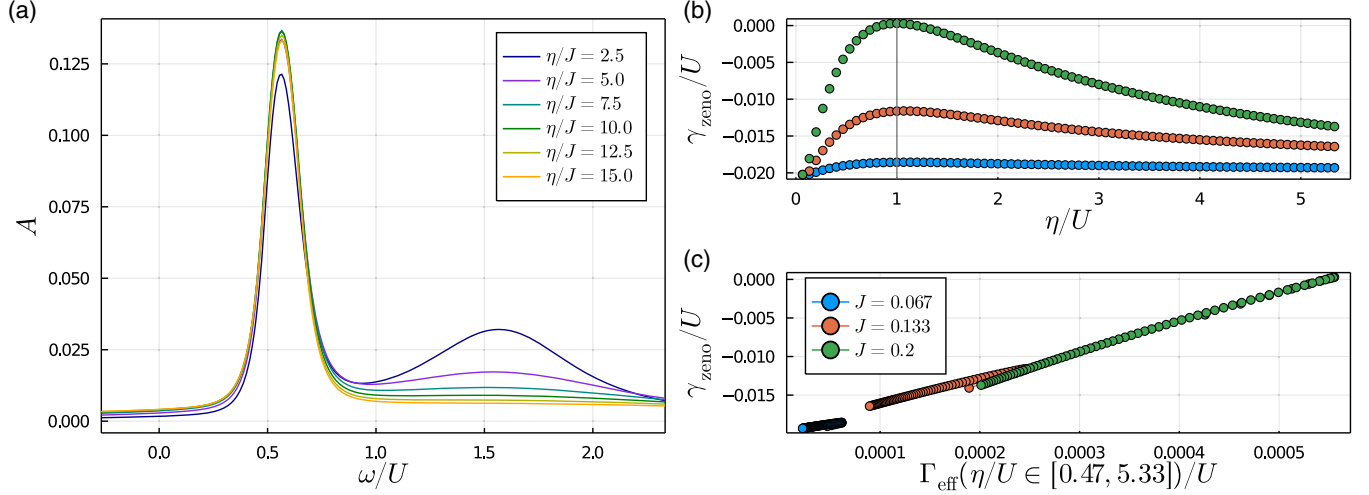 (a)
0.125
0.100
0.075
0.050
0.025
0.000
A
0.0
0.5
1.0
1.5
2.0
ω/U
η/J = 2.5
η/J = 5.0
η/J = 7.5
η/J = 10.0
η/J = 12.5
η/J = 15.0
(b)
0.000
−0.005
−0.010
−0.015
−0.020
γ_zeno/U
0
1
2
3
4
5
η/U
(c)
0.000
−0.005
−0.010
−0.015
γ_zeno/U
J = 0.067
J = 0.133
J = 0.2
0.0001
0.0002
0.0003
0.0004
0.0005
Γ_eff(η/U ∈ [0.47, 5.33])/U